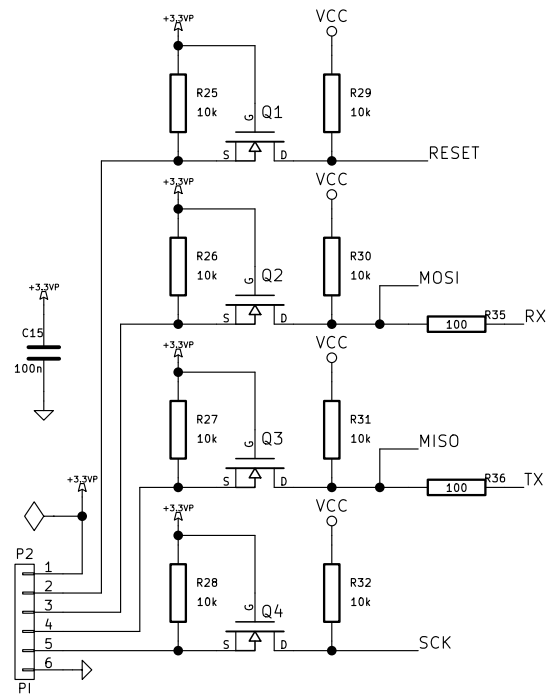 +3.3VP
VCC
R25
10k
R29
10k
Q1
G
S
D
RESET
+3.3VP
VCC
R26
10k
R30
10k
Q2
G
S
D
MOSI
R35
100
RX
+3.3VP
C15
100n
+3.3VP
VCC
R27
10k
R31
10k
Q3
G
S
D
MISO
R36
100
TX
+3.3VP
+3.3VP
VCC
R28
10k
R32
10k
Q4
G
S
D
SCK
P2
1
2
3
4
5
6
P1